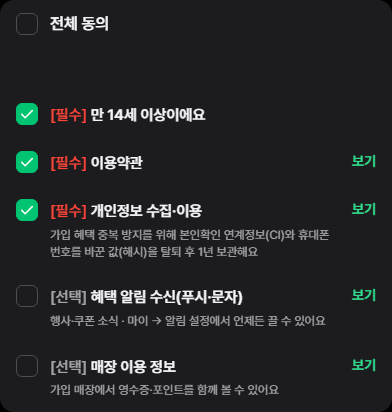 전체 동의
[필수] 만 14세 이상이에요
[필수] 이용약관 보기
[필수] 개인정보 수집·이용 보기
가입 혜택 중복 방지를 위해 본인확인 연계정보(CI)와 휴대폰
번호를 바꾼 값(해시)을 탈퇴 후 1년 보관해요
[선택] 혜택 알림 수신(푸시·문자) 보기
행사·쿠폰 소식 · 마이 → 알림 설정에서 언제든 끌 수 있어요
[선택] 매장 이용 정보 보기
가입 매장에서 영수증·포인트를 함께 볼 수 있어요